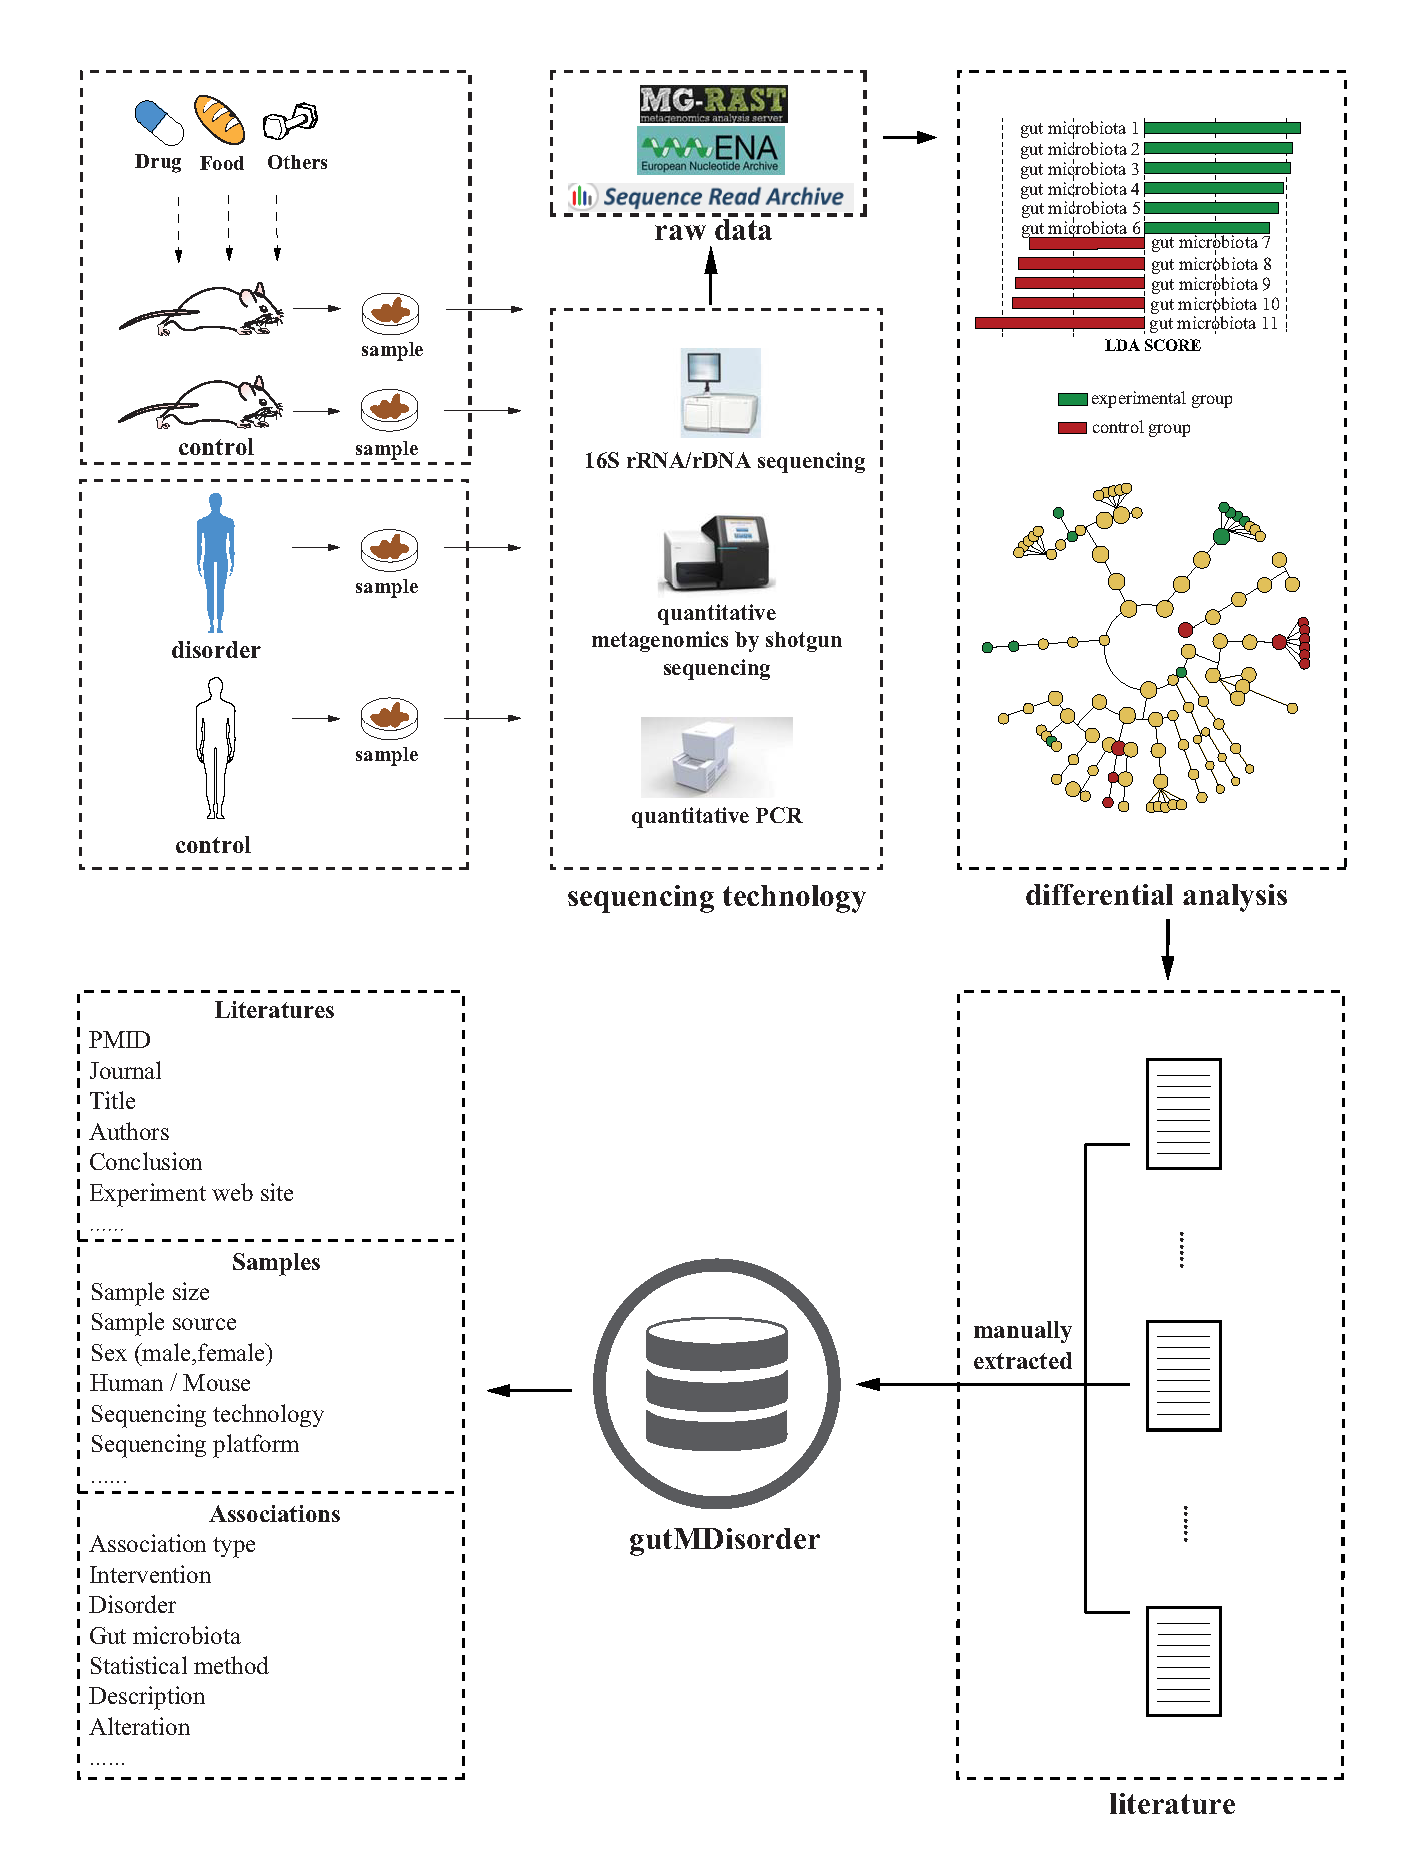 Drug Food Others
sample
control
sample
disorder
sample
control
sample
MG-RAST
metagenomics analysis server
ENA
European Nucleotide Archive
Sequence Read Archive
raw data
16S rRNA/rDNA sequencing
quantitative
metagenomics by shotgun
sequencing
quantitative PCR
sequencing technology
gut microbiota 1
gut microbiota 2
gut microbiota 3
gut microbiota 4
gut microbiota 5
gut microbiota 6
gut microbiota 7
gut microbiota 8
gut microbiota 9
gut microbiota 10
gut microbiota 11
LDA SCORE
experimental group
control group
differential analysis
Literatures
PMID
Journal
Title
Authors
Conclusion
Experiment web site
......
Samples
Sample size
Sample source
Sex (male,female)
Human / Mouse
Sequencing technology
Sequencing platform
......
Associations
Association type
Intervention
Disorder
Gut microbiota
Statistical method
Description
Alteration
......
gutMDisorder
manually
extracted
......
......
literature